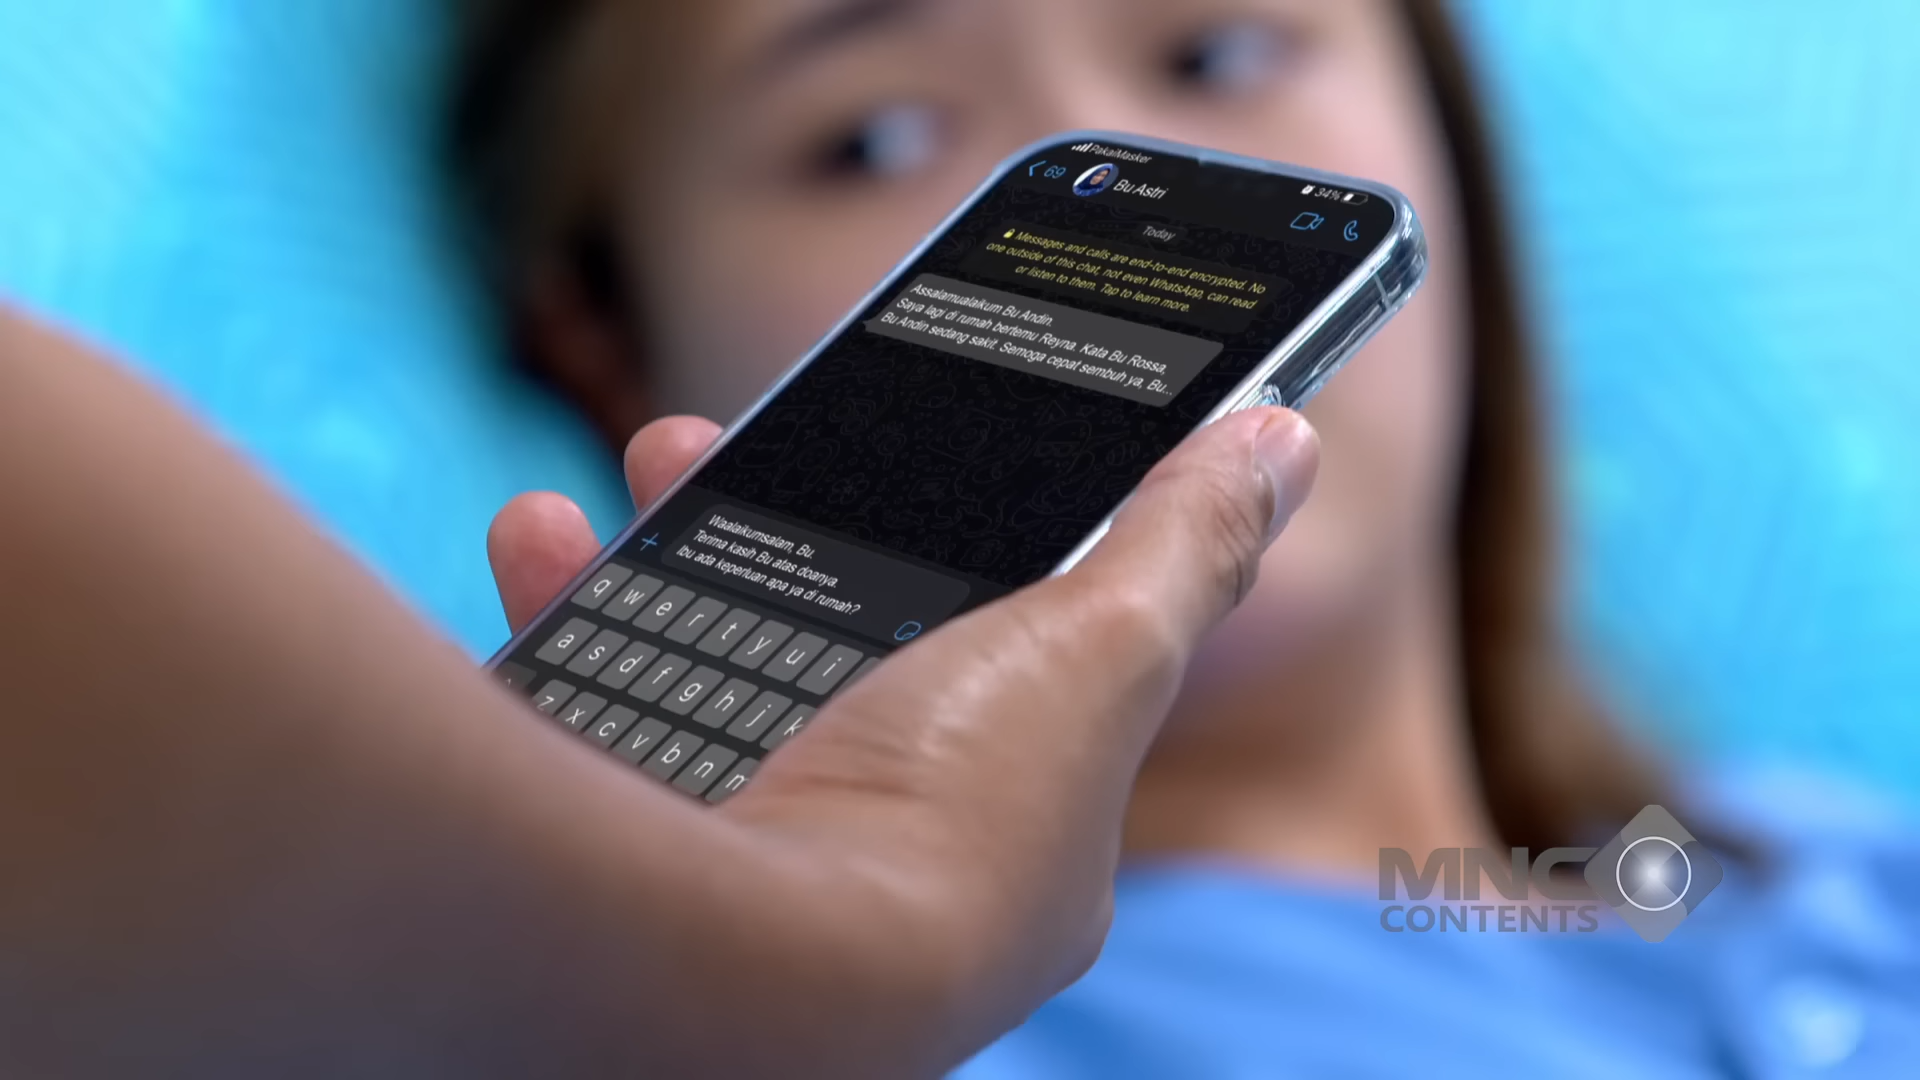 PakaiMasker
34%
69
Bu Astri
Today
Messages and calls are end-to-end encrypted. No
one outside of this chat, not even WhatsApp, can read
or listen to them. Tap to learn more.
Assalamualaikum Bu Andin.
Saya lagi di rumah bertemu Reyna. Kata Bu Rossa,
Bu Andin sedang sakit. Semoga cepat sembuh ya, Bu...
Waalaikumsalam, Bu.
Terima kasih Bu atas doanya.
Ibu ada keperluan apa ya di rumah?
q w e r t y u i
a s d f g h j k
z x c v b n m
MNC
CONTENTS